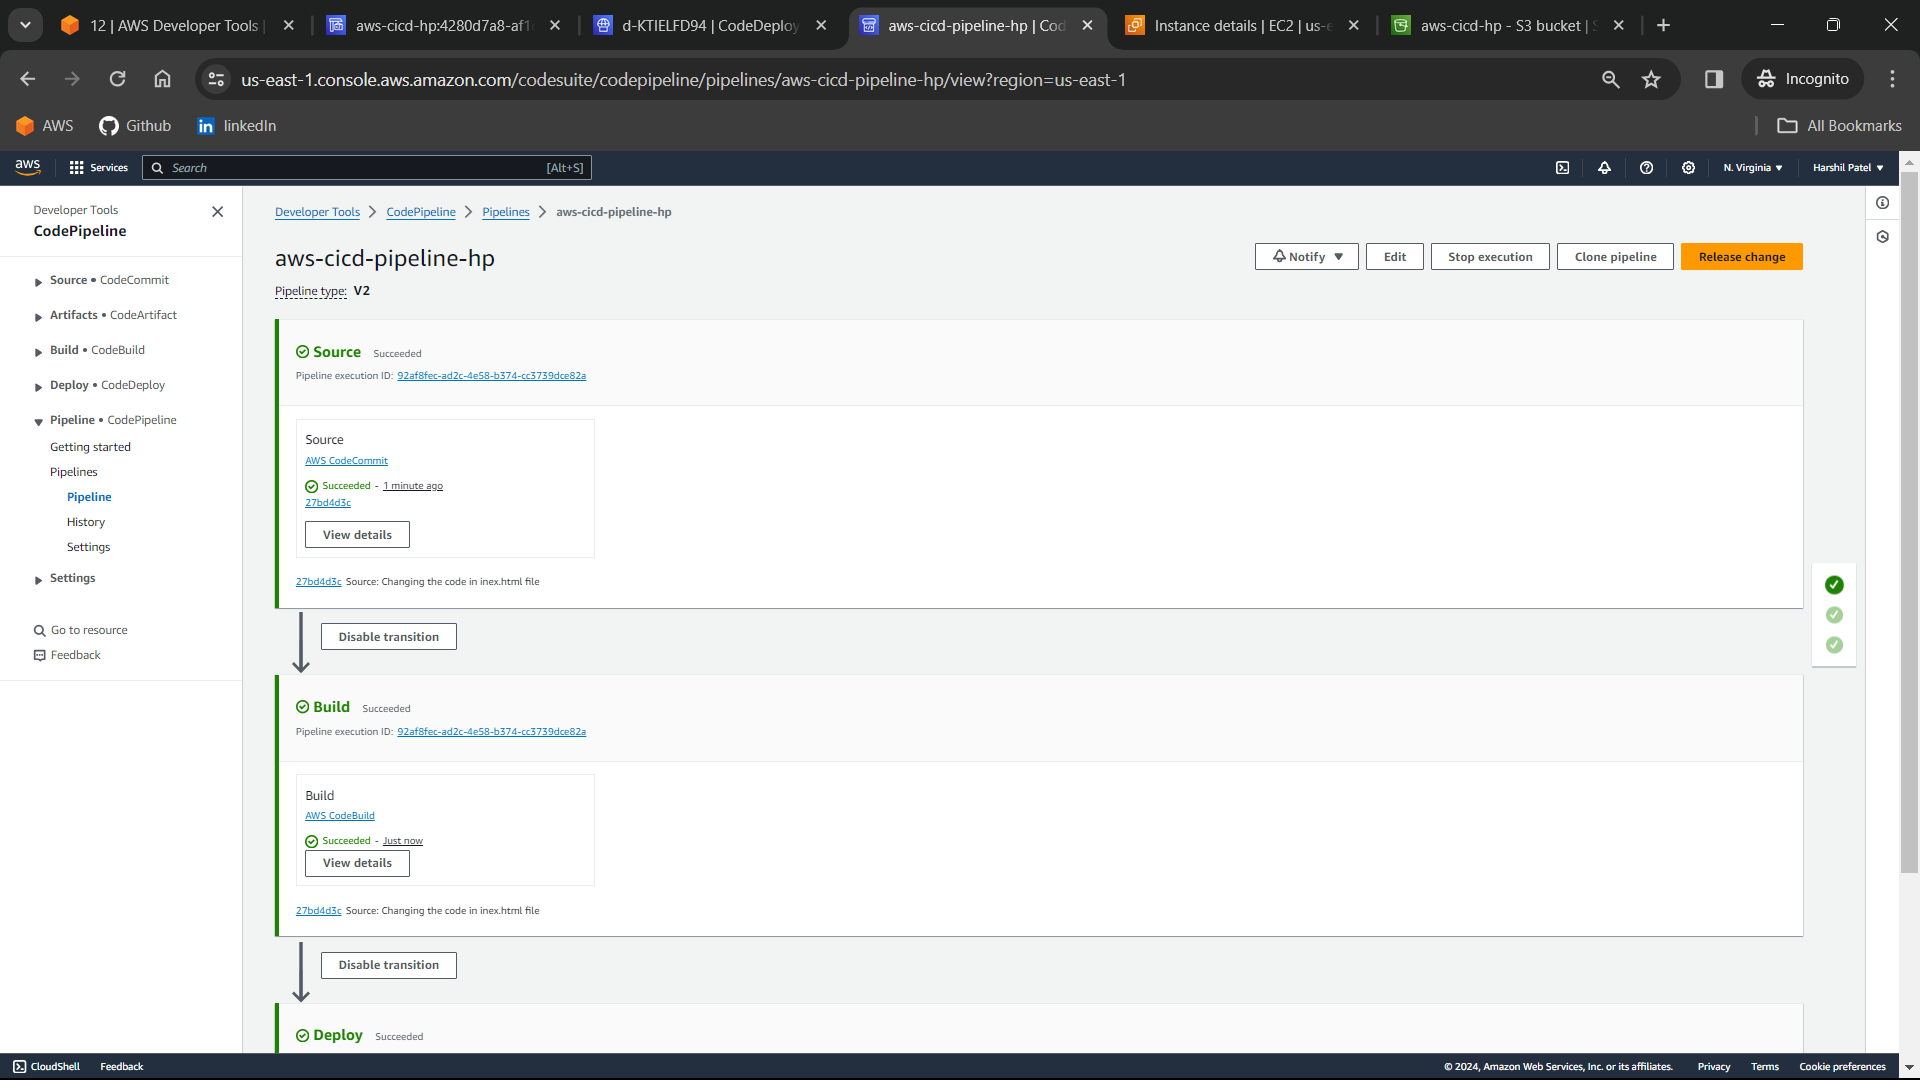 12 | AWS Developer Tools |
aws-cicd-hp:4280d7a8-af1
d-KTIELFD94 | CodeDeploy
aws-cicd-pipeline-hp | Cod
Instance details | EC2 | us-e
aws-cicd-hp - S3 bucket | S
us-east-1.console.aws.amazon.com/codesuite/codepipeline/pipelines/aws-cicd-pipeline-hp/view?region=us-east-1
Incognito
AWS
Github
linkedIn
All Bookmarks
aws
Services
Search
[Alt+S]
N. Virginia
Harshil Patel
Developer Tools
CodePipeline
Source • CodeCommit
Artifacts • CodeArtifact
Build • CodeBuild
Deploy • CodeDeploy
Pipeline • CodePipeline
Getting started
Pipelines
Pipeline
History
Settings
Settings
Go to resource
Feedback
Developer Tools
CodePipeline
Pipelines
aws-cicd-pipeline-hp
aws-cicd-pipeline-hp
Notify
Edit
Stop execution
Clone pipeline
Release change
Pipeline type: V2
Source Succeeded
Pipeline execution ID: 92af8fec-ad2c-4e58-b374-cc3739dce82a
Source
AWS CodeCommit
Succeeded - 1 minute ago
27bd4d3c
View details
27bd4d3c Source: Changing the code in inex.html file
Disable transition
Build Succeeded
Pipeline execution ID: 92af8fec-ad2c-4e58-b374-cc3739dce82a
Build
AWS CodeBuild
Succeeded - Just now
View details
27bd4d3c Source: Changing the code in inex.html file
Disable transition
Deploy Succeeded
CloudShell
Feedback
© 2024, Amazon Web Services, Inc. or its affiliates.
Privacy
Terms
Cookie preferences